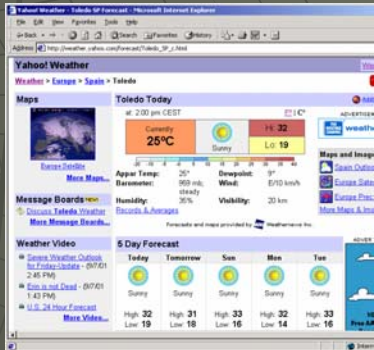 Yahoo! Weather - Toledo SP Forecast - Microsoft Internet Explorer
File Edit View Favorites Tools Help
Back Search Favorites History
Address http://weather.yahoo.com/forecast/Toledo_SP_c.html
Yahoo! Weather
Weather > Europe > Spain > Toledo
Maps
Europe Satellite
More Maps...
Message Boards NEW
Discuss Toledo Weather
More Message Boards...
Weather Video
Severe Weather Outlook
for Friday-Update - (9/7/01
2:45 PM)
Erin is not Dead - (9/7/01
1:43 PM)
U.S. 24 Hour Forecast
More Video...
Toledo Today
at: 2:00 pm CEST
Currently
25°C
Sunny
Hi: 32
Lo: 19
Appar Temp: 25° Dewpoint: 9°
Barometer: 969 mb, steady Wind: E/10 km/h
Humidity: 35% Visibility: 20 km
Records & Averages
Forecasts and maps provided by Weathernews Inc.
5 Day Forecast
Today Tomorrow Sun Mon Tue
Sunny Sunny Sunny Sunny Sunny
High: 32 High: 31 High: 33 High: 32 High: 33
Low: 19 Low: 18 Low: 16 Low: 14 Low: 16
weath
Maps and Image
Spain Outloo
Europe Sate
Europe Prec
More Maps & Im